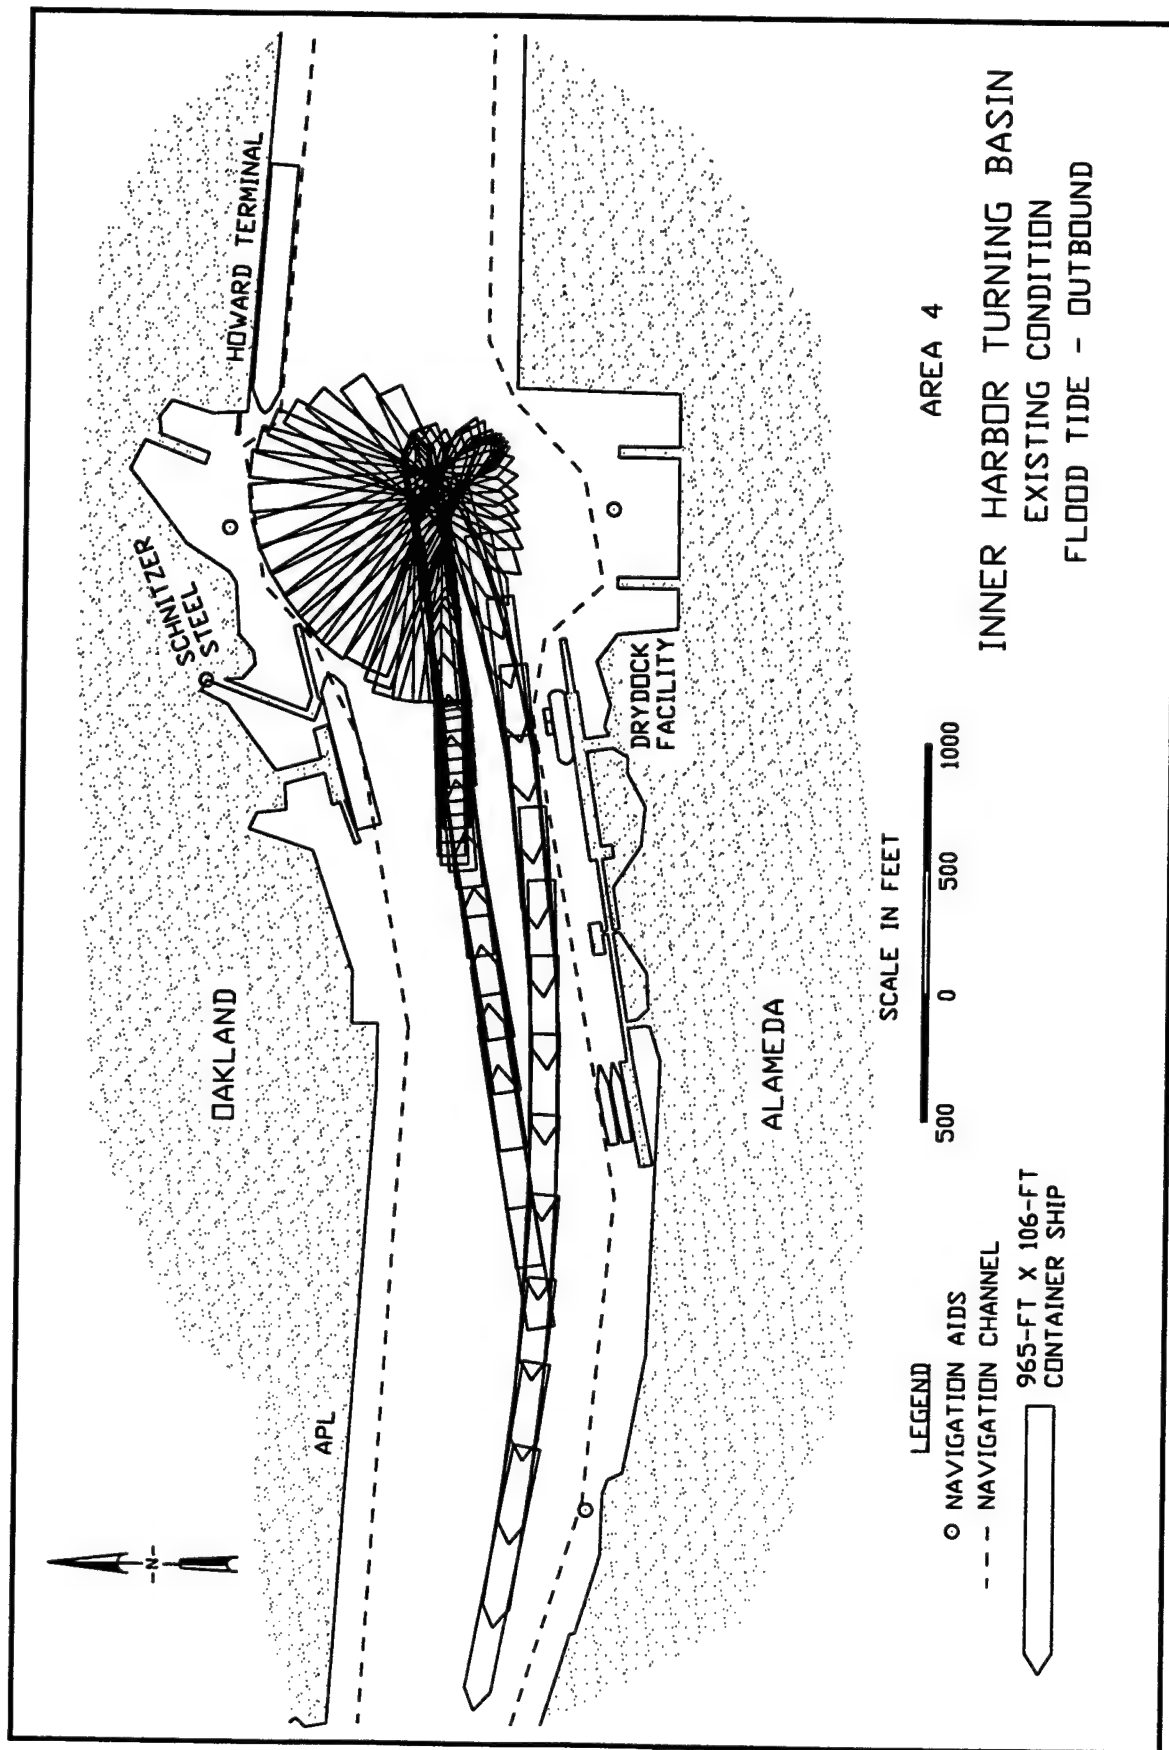 HOWARD TERMINAL
SCHNITZER
STEEL
OAKLAND
APL
-N-
DRYDOCK
FACILITY
ALAMEDA
SCALE IN FEET
500 0 500 1000
LEGEND
NAVIGATION AIDS
--- NAVIGATION CHANNEL
965-FT X 106-FT
CONTAINER SHIP
AREA 4
INNER HARBOR TURNING BASIN
EXISTING CONDITION
FLOOD TIDE - OUTBOUND